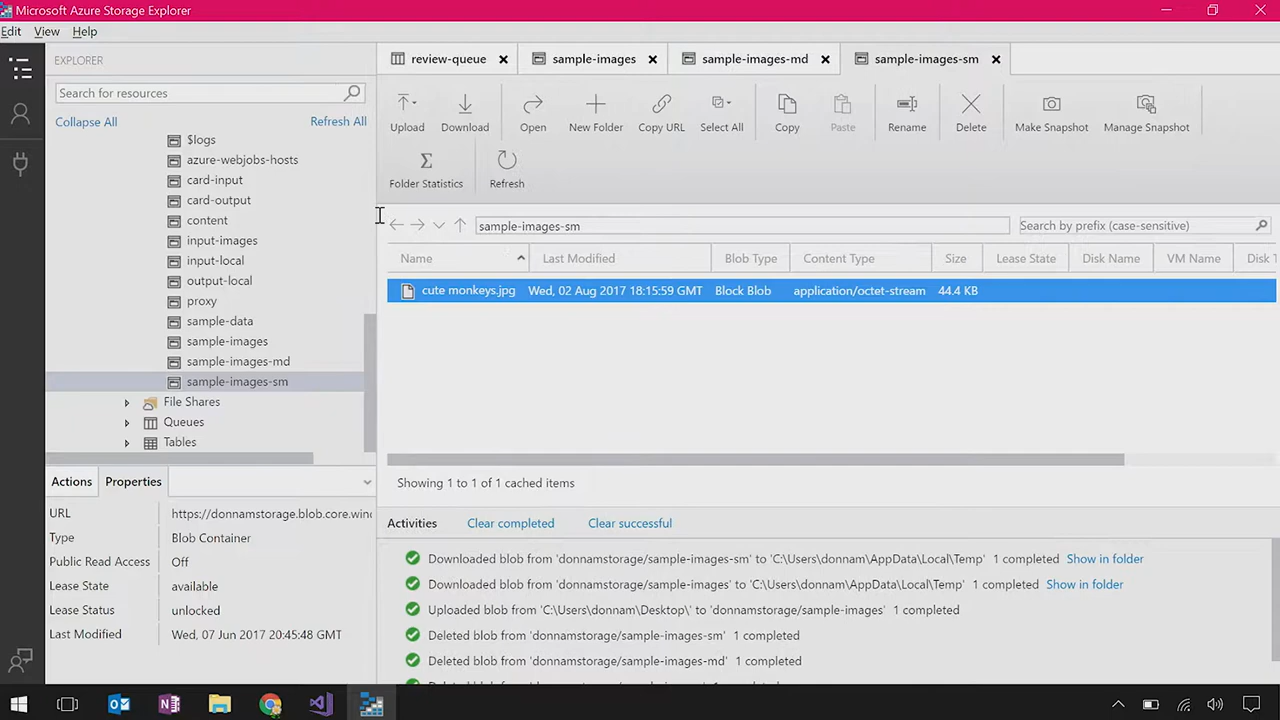 Microsoft Azure Storage Explorer
Edit View Help
EXPLORER
Search for resources
Collapse All Refresh All
$logs
azure-webjobs-hosts
card-input
card-output
content
input-images
input-local
output-local
proxy
sample-data
sample-images
sample-images-md
sample-images-sm
File Shares
Queues
Tables
Actions Properties
URL https://donnamstorage.blob.core.wind
Type Blob Container
Public Read Access Off
Lease State available
Lease Status unlocked
Last Modified Wed, 07 Jun 2017 20:45:48 GMT
review-queue sample-images sample-images-md sample-images-sm
Upload Download Open New Folder Copy URL Select All Copy Paste Rename Delete Make Snapshot Manage Snapshot
Folder Statistics Refresh
sample-images-sm Search by prefix (case-sensitive)
Name Last Modified Blob Type Content Type Size Lease State Disk Name VM Name Disk T
cute monkeys.jpg Wed, 02 Aug 2017 18:15:59 GMT Block Blob application/octet-stream 44.4 KB
Showing 1 to 1 of 1 cached items
Activities Clear completed Clear successful
Downloaded blob from 'donnamstorage/sample-images-sm' to 'C:\Users\donnam\AppData\Local\Temp' 1 completed Show in folder
Downloaded blob from 'donnamstorage/sample-images' to 'C:\Users\donnam\AppData\Local\Temp' 1 completed Show in folder
Uploaded blob from 'C:\Users\donnam\Desktop\' to 'donnamstorage/sample-images' 1 completed
Deleted blob from 'donnamstorage/sample-images-sm' 1 completed
Deleted blob from 'donnamstorage/sample-images-md' 1 completed